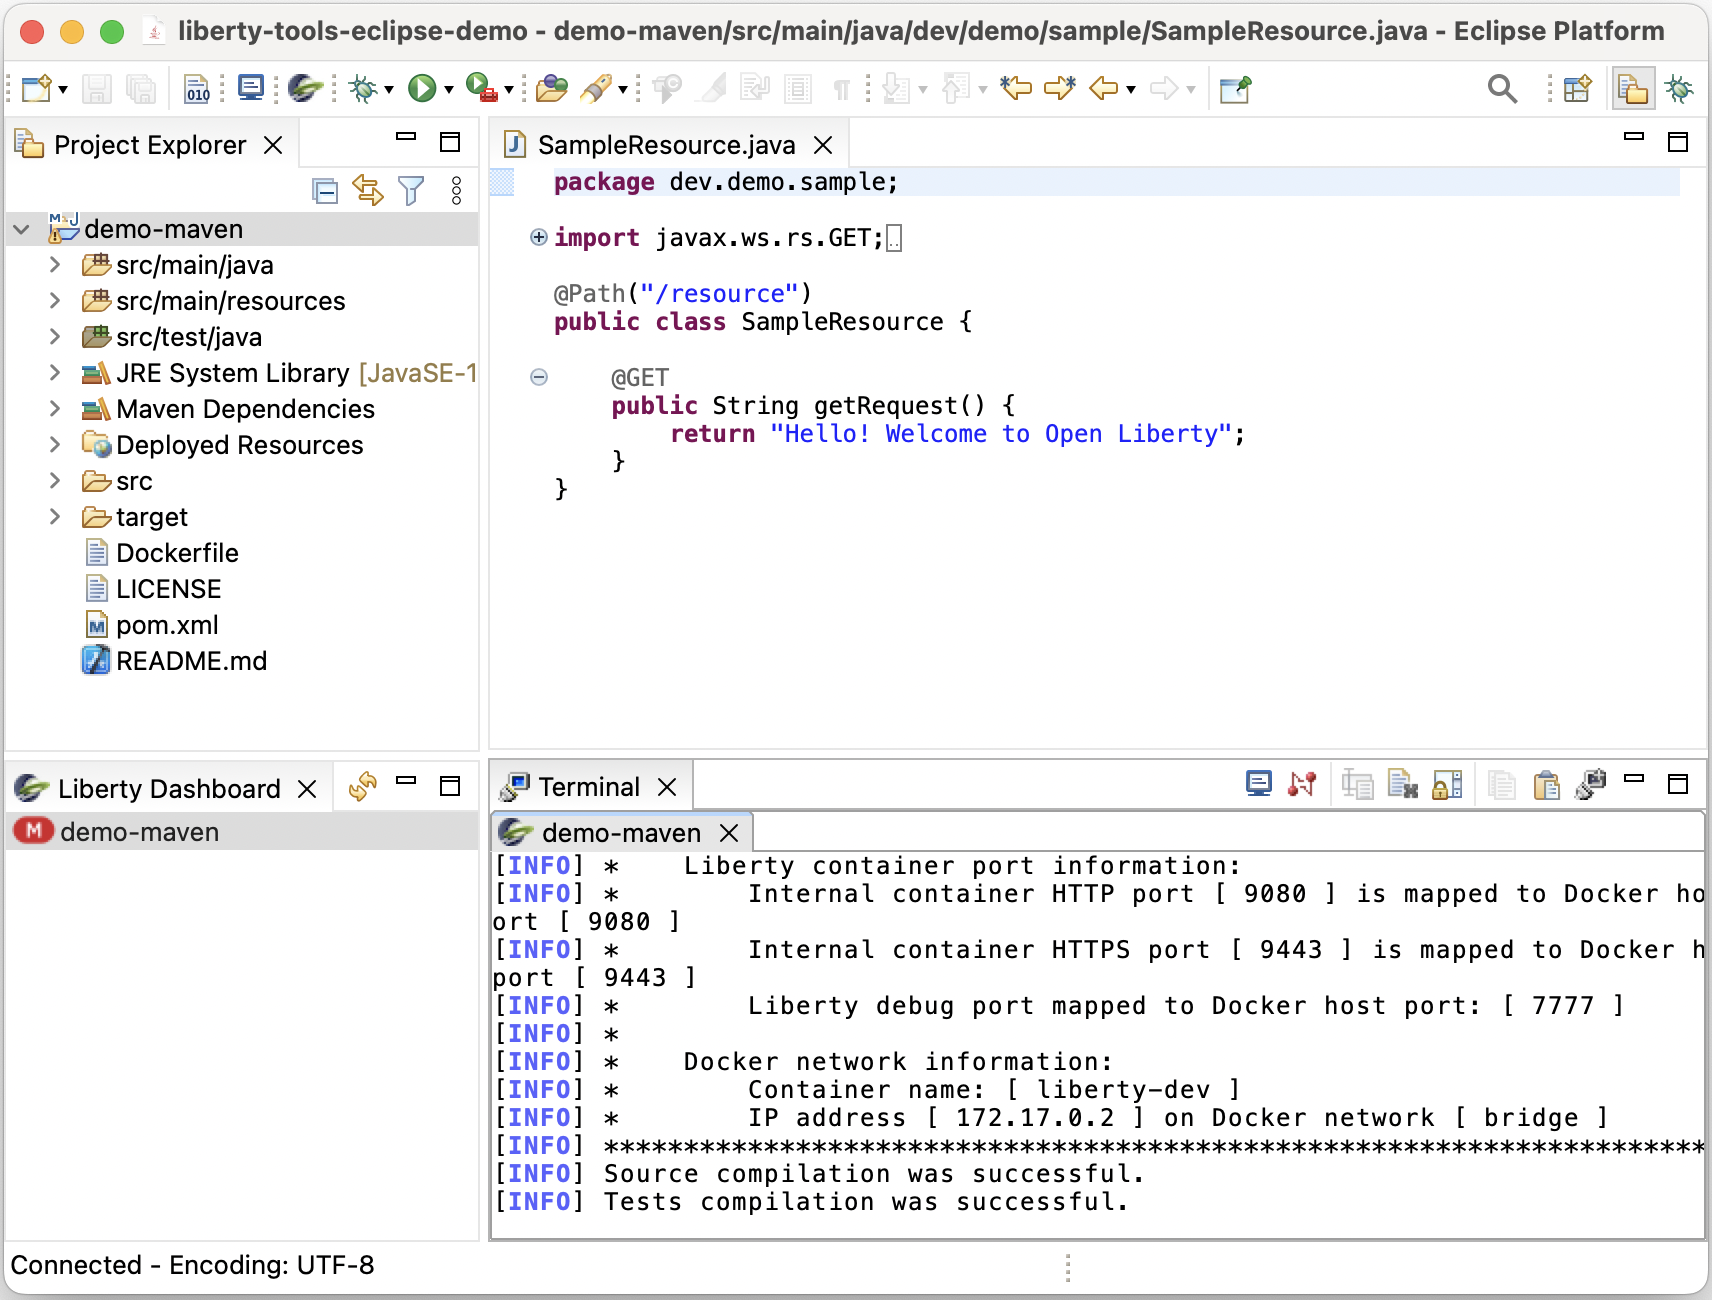 liberty-tools-eclipse-demo - demo-maven/src/main/java/dev/demo/sample/SampleResource.java - Eclipse Platform
010
Project Explorer
demo-maven
src/main/java
src/main/resources
src/test/java
JRE System Library [JavaSE-1
Maven Dependencies
Deployed Resources
src
target
Dockerfile
LICENSE
pom.xml
README.md
SampleResource.java
package dev.demo.sample;
import javax.ws.rs.GET;
@Path("/resource")
public class SampleResource {
@GET
public String getRequest() {
return "Hello! Welcome to Open Liberty";
}
}
Liberty Dashboard
M demo-maven
Terminal
demo-maven
[INFO] *    Liberty container port information:
[INFO] *        Internal container HTTP port [ 9080 ] is mapped to Docker ho
ort [ 9080 ]
[INFO] *        Internal container HTTPS port [ 9443 ] is mapped to Docker h
port [ 9443 ]
[INFO] *        Liberty debug port mapped to Docker host port: [ 7777 ]
[INFO] *
[INFO] *    Docker network information:
[INFO] *        Container name: [ liberty-dev ]
[INFO] *        IP address [ 172.17.0.2 ] on Docker network [ bridge ]
[INFO] *********************************************************************
[INFO] Source compilation was successful.
[INFO] Tests compilation was successful.
Connected - Encoding: UTF-8